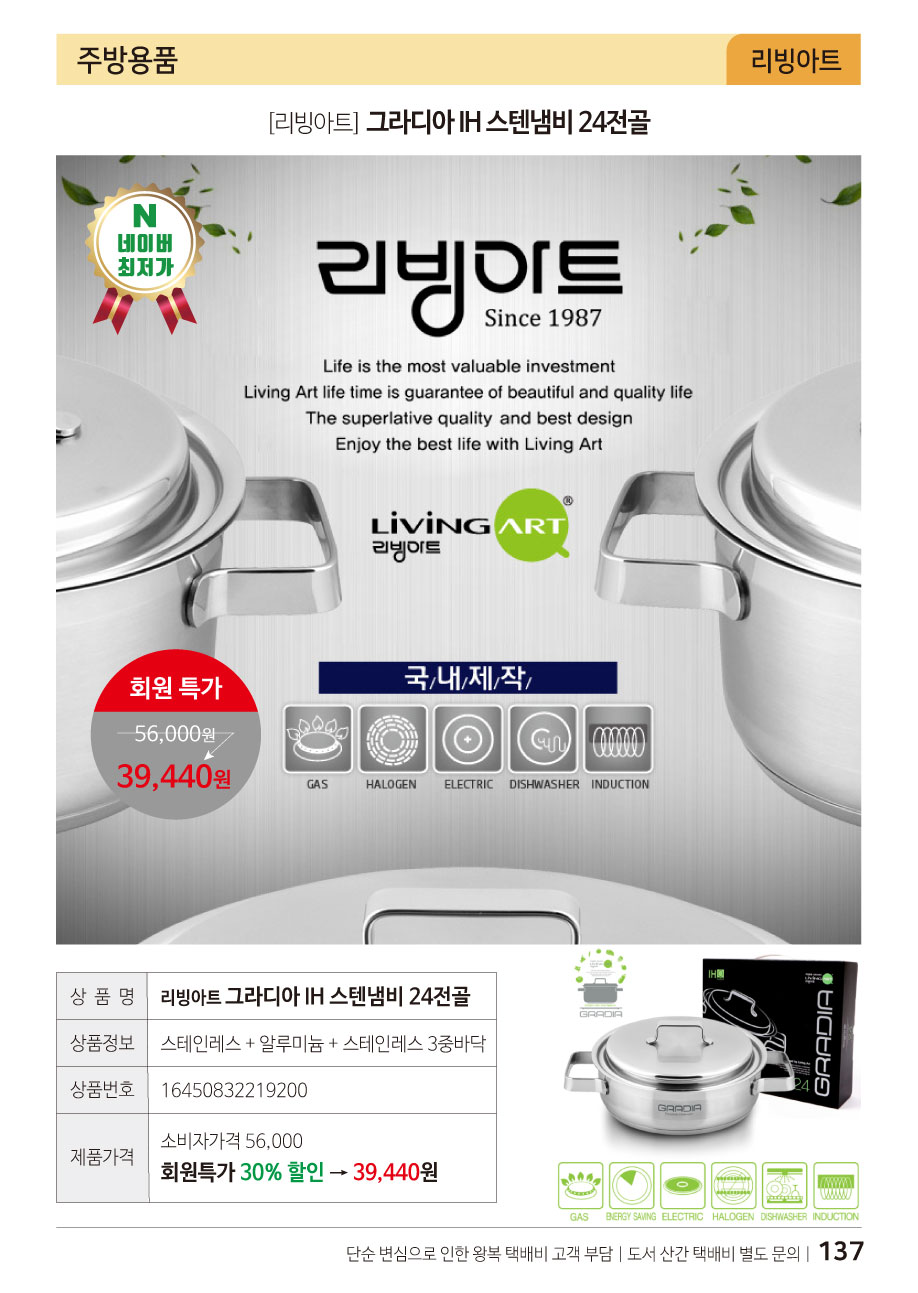 주방용품
리빙아트
[리빙아트] 그라디아 IH 스텐냄비 24전골
N
네이버
최저가
리빙아트
Since 1987
Life is the most valuable investment
Living Art life time is guarantee of beautiful and quality life
The superlative quality and best design
Enjoy the best life with Living Art
LiViNG ART ®
리빙아트
국/내/제/작/
회원 특가
56,000원
39,440원
GAS HALOGEN ELECTRIC DISHWASHER INDUCTION
상 품 명 리빙아트 그라디아 IH 스텐냄비 24전골
상품정보 스테인레스 + 알루미늄 + 스테인레스 3중바닥
상품번호 16450832219200
제품가격 소비자가격 56,000
회원특가 30% 할인 → 39,440원
GRADIA
IH
LiViNG ART
GRADIA
24
GRADIA
GAS ENERGY SAVING ELECTRIC HALOGEN DISHWASHER INDUCTION
단순 변심으로 인한 왕복 택배비 고객 부담 | 도서 산간 택배비 별도 문의 | 137